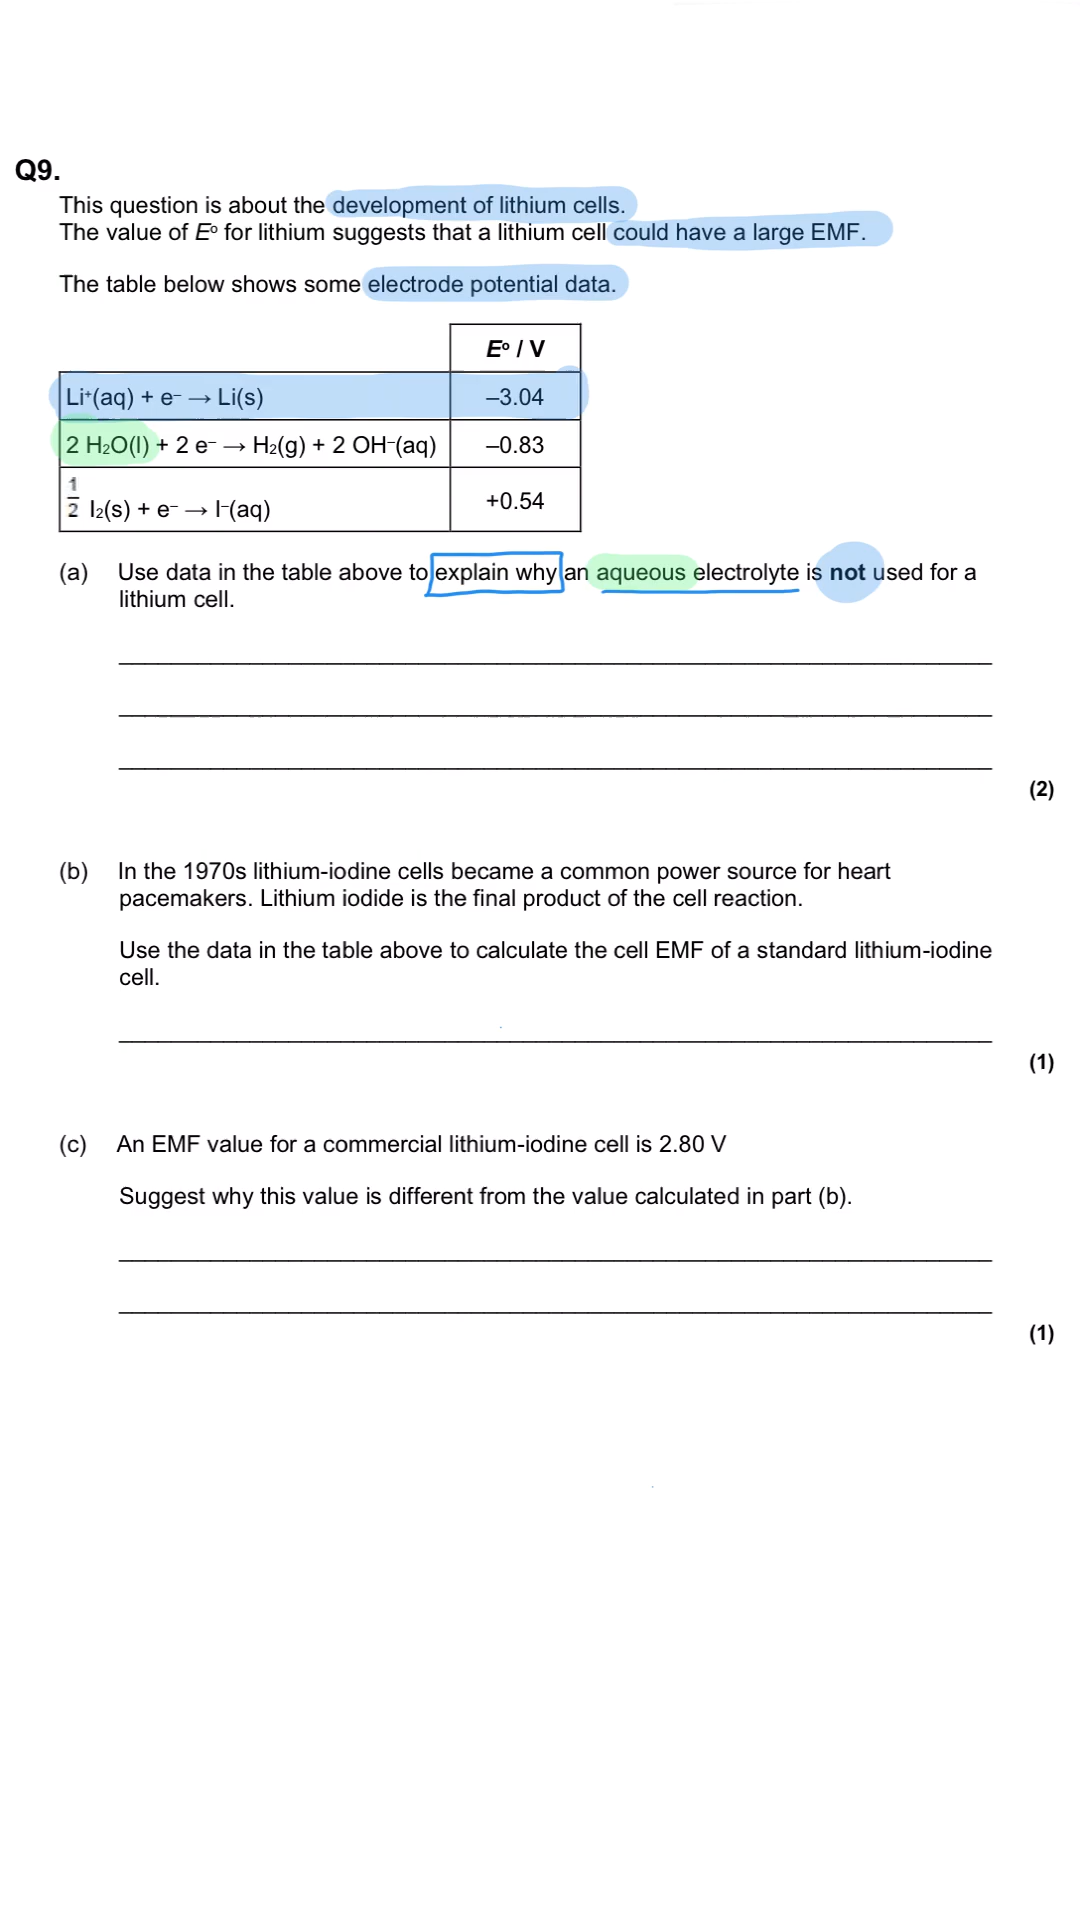 Q9.
This question is about the development of lithium cells.
The value of Eº for lithium suggests that a lithium cell could have a large EMF.
The table below shows some electrode potential data.
Eº / V
Li⁺(aq) + e⁻ → Li(s) –3.04
2 H₂O(l) + 2 e⁻ → H₂(g) + 2 OH⁻(aq) –0.83
1/2 I₂(s) + e⁻ → I⁻(aq) +0.54
(a) Use data in the table above to explain why an aqueous electrolyte is not used for a
lithium cell.
(2)
(b) In the 1970s lithium-iodine cells became a common power source for heart
pacemakers. Lithium iodide is the final product of the cell reaction.
Use the data in the table above to calculate the cell EMF of a standard lithium-iodine
cell.
(1)
(c) An EMF value for a commercial lithium-iodine cell is 2.80 V
Suggest why this value is different from the value calculated in part (b).
(1)